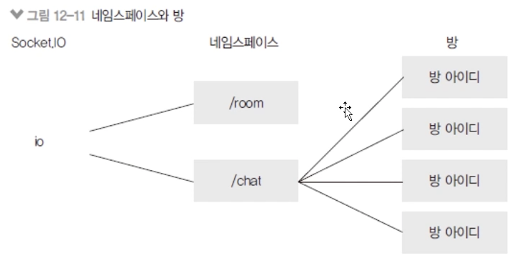 그림 12-11 네임스페이스와 방
Socket.IO 네임스페이스 방
방 아이디
/room
방 아이디
io
/chat
방 아이디
방 아이디